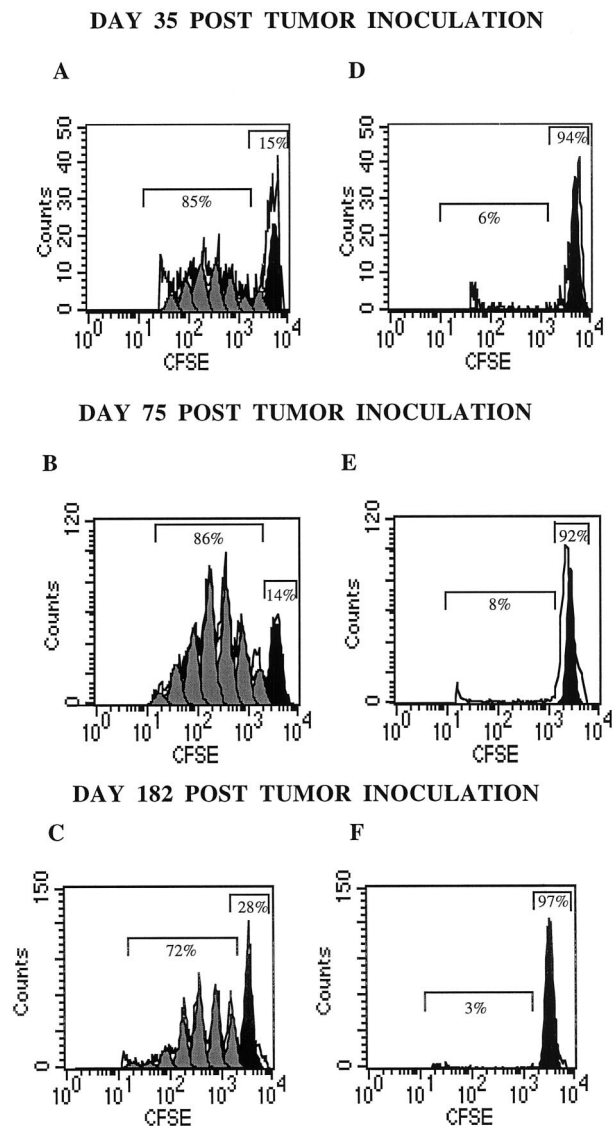 DAY 35 POST TUMOR INOCULATION
A
D
50
40
30
20
10
0
Counts
85%
15%
10^0 10^1 10^2 10^3 10^4
CFSE
50
40
30
20
10
0
Counts
6%
94%
10^0 10^1 10^2 10^3 10^4
CFSE
DAY 75 POST TUMOR INOCULATION
B
E
120
0
Counts
86%
14%
10^0 10^1 10^2 10^3 10^4
CFSE
120
0
Counts
8%
92%
10^0 10^1 10^2 10^3 10^4
CFSE
DAY 182 POST TUMOR INOCULATION
C
F
150
0
Counts
72%
28%
10^0 10^1 10^2 10^3 10^4
CFSE
150
0
Counts
3%
97%
10^0 10^1 10^2 10^3 10^4
CFSE